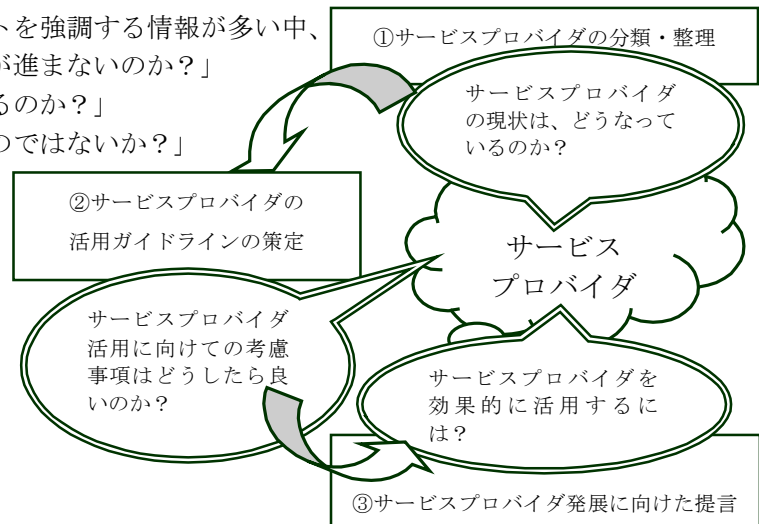 トを強調する情報が多い中、
が進まないのか？」
るのか？」
のではないか？」
①サービスプロバイダの分類・整理
サービスプロバイダ
の現状は、どうなって
いるのか？
②サービスプロバイダの
活用ガイドラインの策定
サービス
プロバイダ
サービスプロバイダ
活用に向けての考慮
事項はどうしたら良
いのか？
サービスプロバイダを
効果的に活用するに
は？
③サービスプロバイダ発展に向けた提言